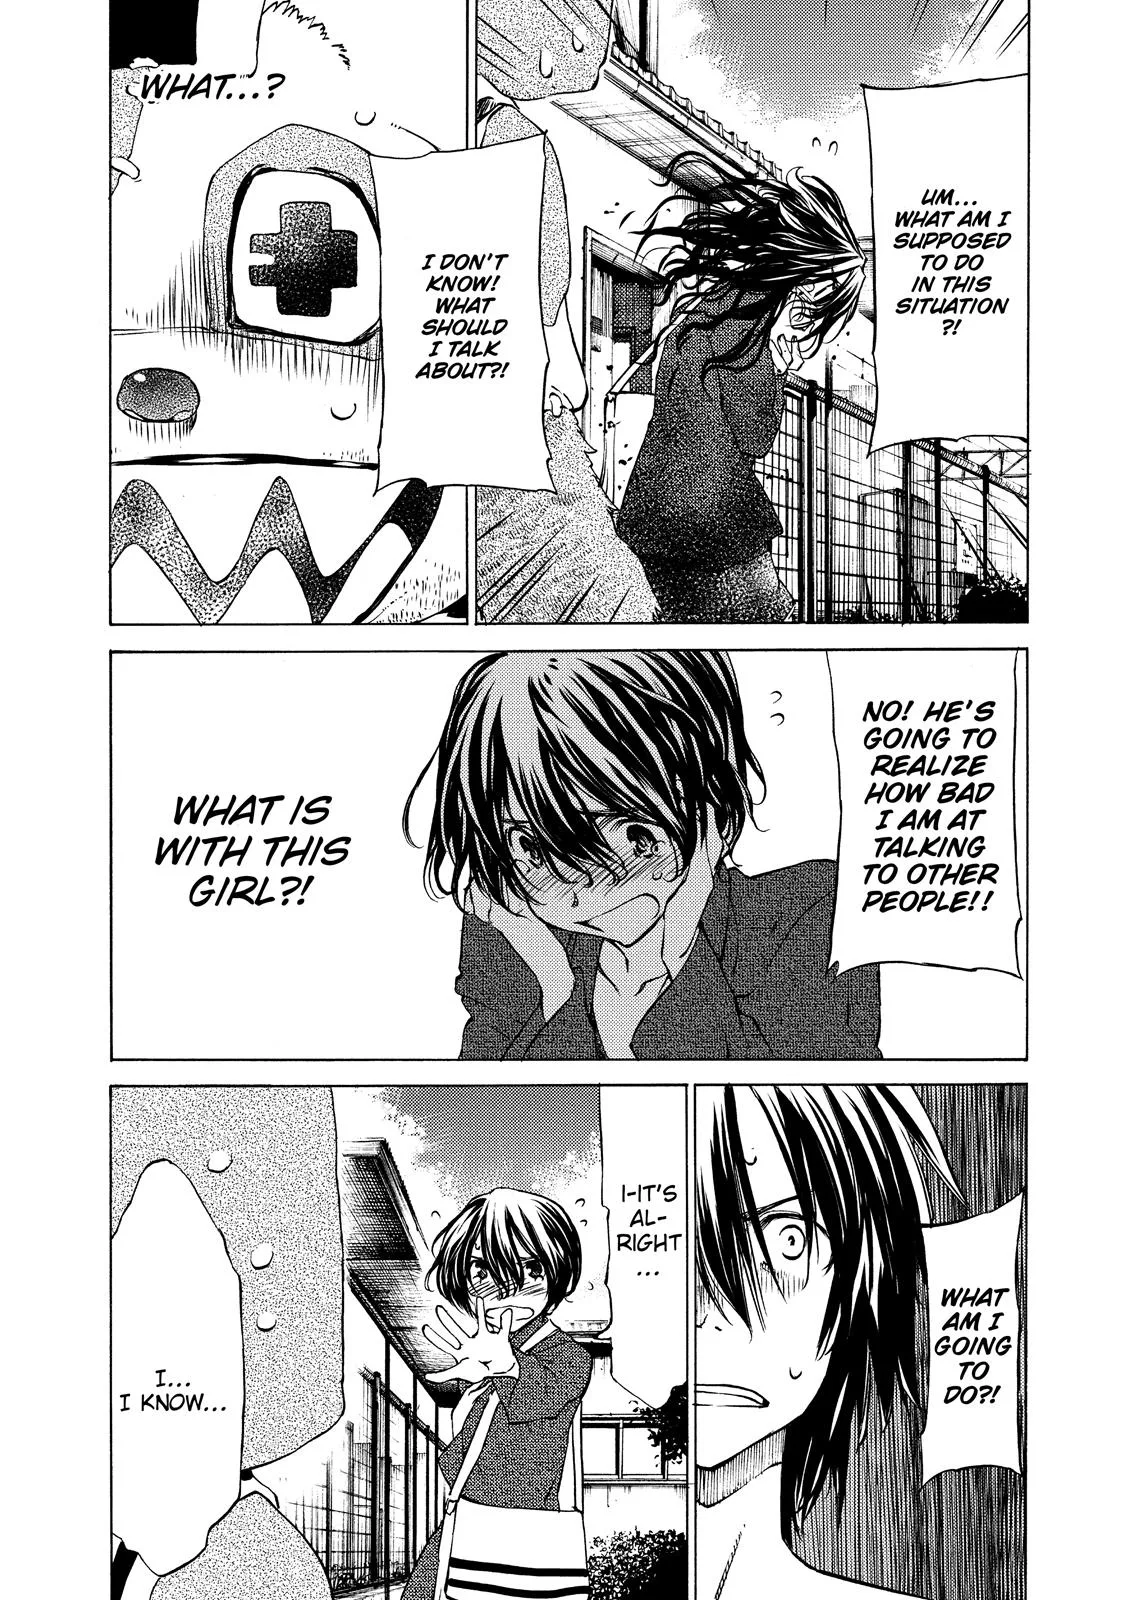 UM...
WHAT AM I
SUPPOSED
TO DO
IN THIS
SITUATION
?!
I DON'T
KNOW!
WHAT
SHOULD
I TALK
ABOUT?!
WHAT...?
NO! HE'S
GOING TO
REALIZE
HOW BAD
I AM AT
TALKING
TO OTHER
PEOPLE!!
WHAT IS
WITH THIS
GIRL?!
WHAT
AM I
GOING
TO
DO?!
I-IT'S
AL-
RIGHT
...
I...
I KNOW...